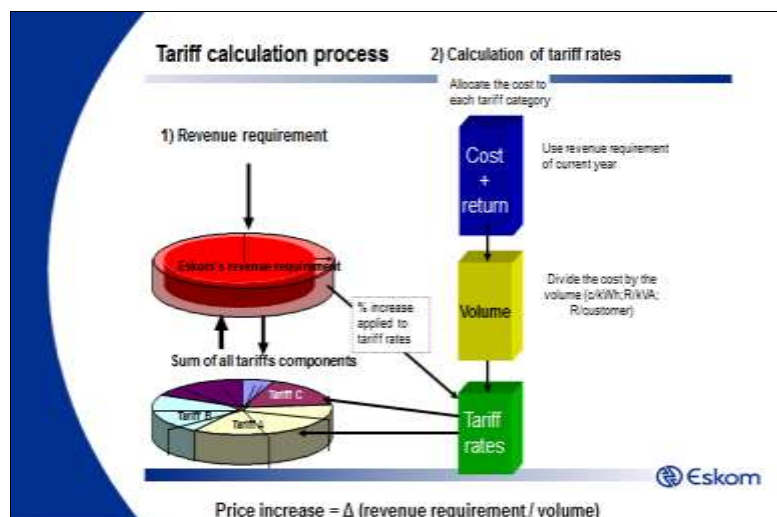 Tariff calculation process
2) Calculation of tariff rates
Allocate the cost to
each tariff category
1) Revenue requirement
Cost
+
return
Use revenue requirement
of current year
Eskom's revenue requirement
Volume
Divide the cost by the
volume (c/kWh;R/kVA;
R/customer)
% increase
applied to
tariff rates
Sum of all tariffs components
Tariff C
Tariff B
Tariff A
Tariff
rates
Eskom
Price increase = Δ (revenue requirement / volume)